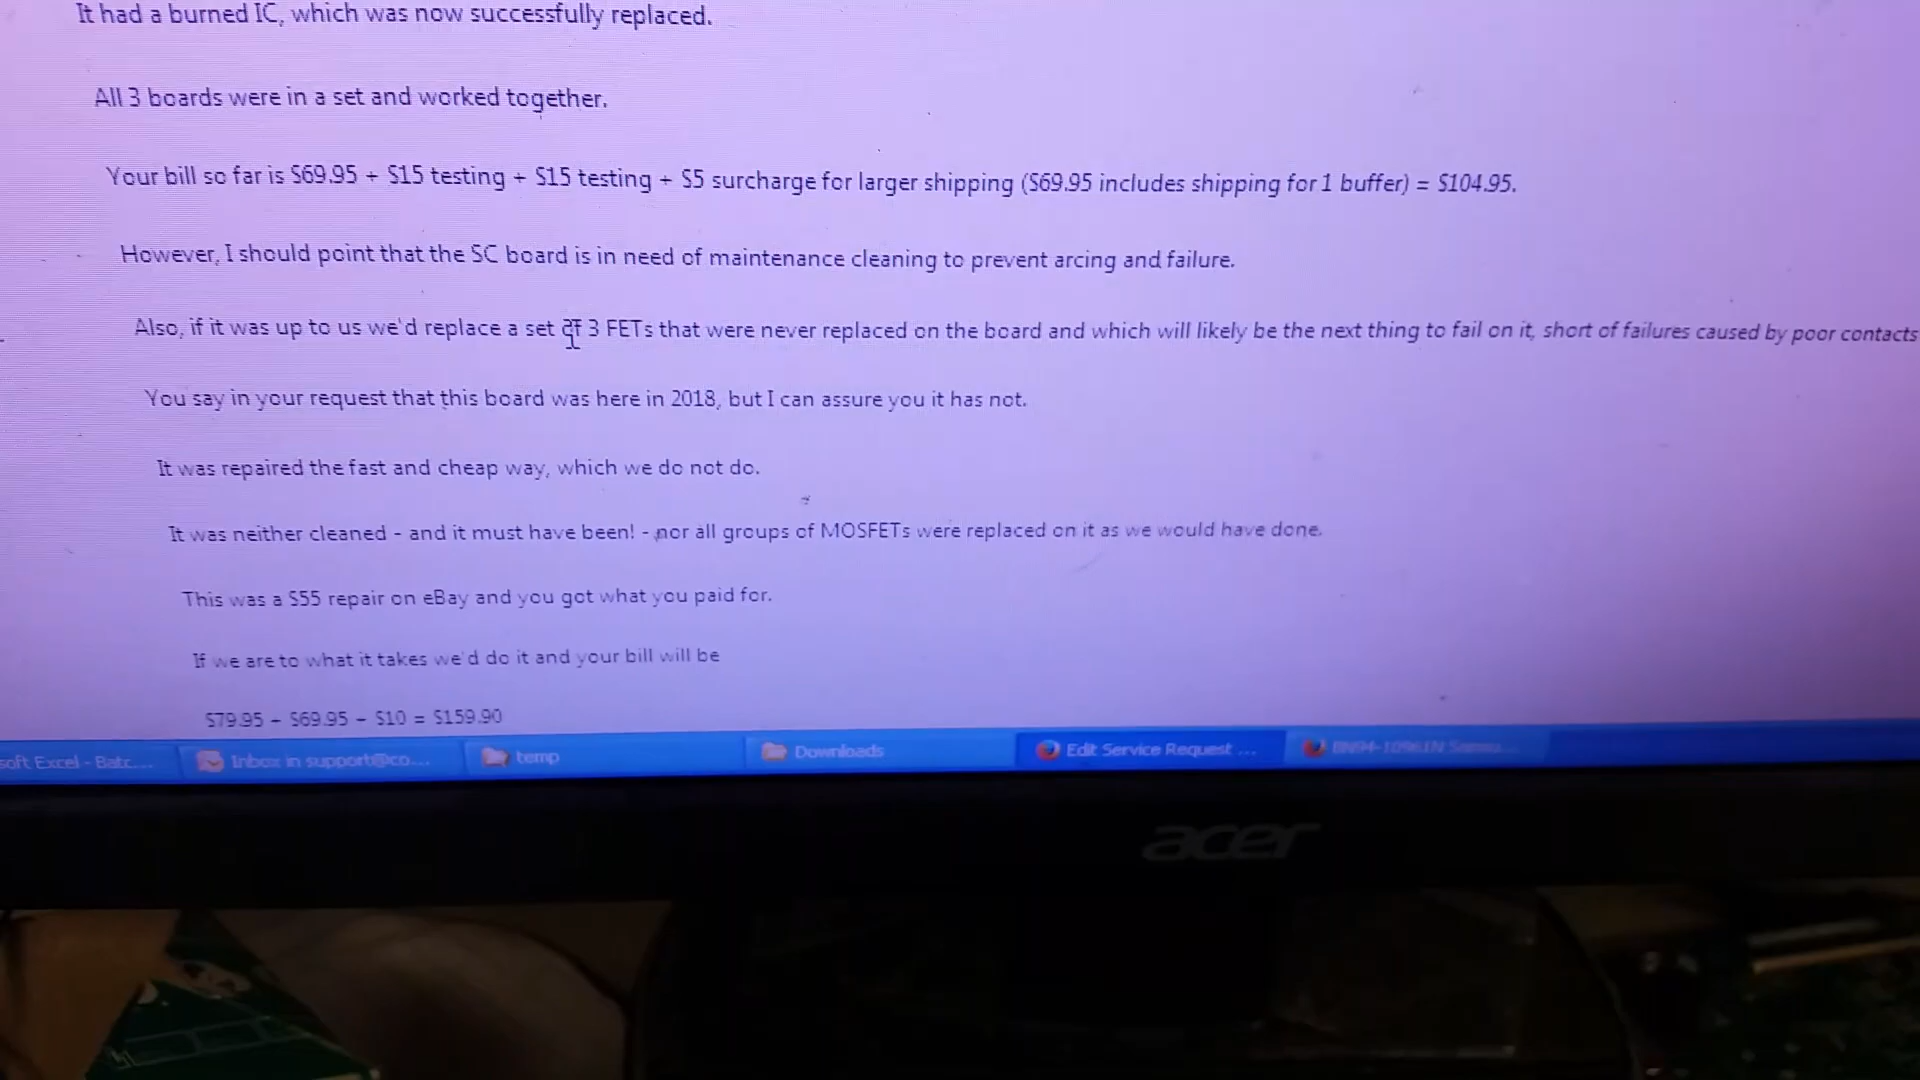 It had a burned IC, which was now successfully replaced.
All 3 boards were in a set and worked together.
Your bill so far is $69.95 + $15 testing + $15 testing + $5 surcharge for larger shipping ($69.95 includes shipping for 1 buffer) = $104.95.
However, I should point that the SC board is in need of maintenance cleaning to prevent arcing and failure.
Also, if it was up to us we'd replace a set of 3 FETs that were never replaced on the board and which will likely be the next thing to fail on it, short of failures caused by poor contacts
You say in your request that this board was here in 2018, but I can assure you it has not.
It was repaired the fast and cheap way, which we do not do.
It was neither cleaned - and it must have been! - nor all groups of MOSFETs were replaced on it as we would have done.
This was a $55 repair on eBay and you got what you paid for.
If we are to what it takes we'd do it and your bill will be
$79.95 + $69.95 + $10 = $159.90
soft Excel - Batc... Inbox in support@co... temp Downloads Edit Service Request ... BN94-10961N Samsu...
acer